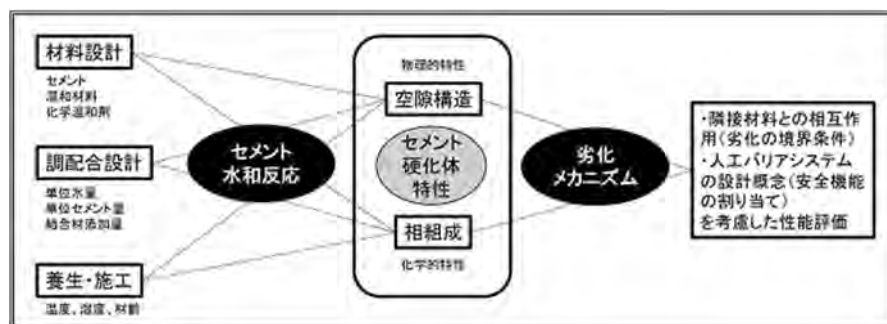 材料設計
セメント
混和材料
化学混和剤
調配合設計
単位水量
単位セメント量
結合材添加量
養生・施工
温度、湿度、材齢
セメント
水和反応
物理的特性
空隙構造
セメント
硬化体
特性
相組成
化学的特性
劣化
メカニズム
・隣接材料との相互作
用(劣化の境界条件)
・人工バリアシステム
の設計概念(安全機能
の割り当て)
を考慮した性能評価